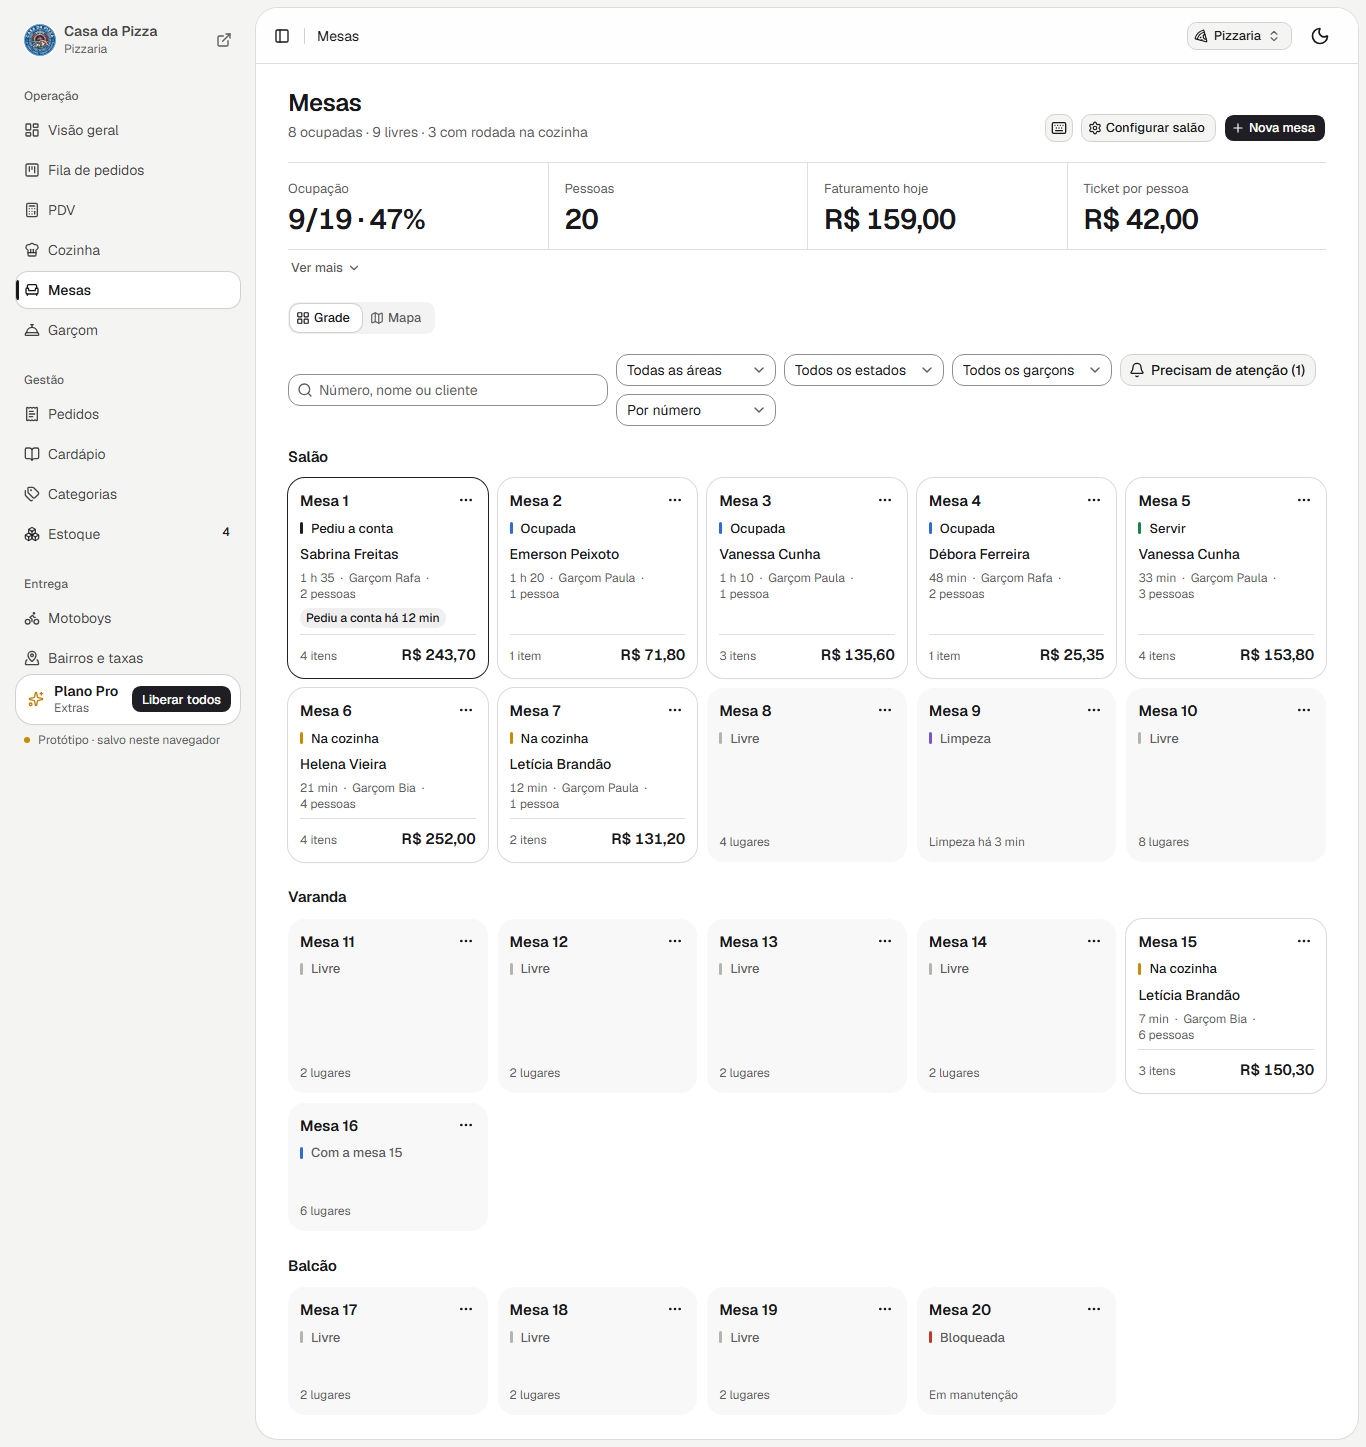 Casa da Pizza
Pizzaria
Operação
Visão geral
Fila de pedidos
PDV
Cozinha
Mesas
Garçom
Gestão
Pedidos
Cardápio
Categorias
Estoque 4
Entrega
Motoboys
Bairros e taxas
Plano Pro
Extras
Liberar todos
Protótipo · salvo neste navegador
Mesas
Pizzaria
Mesas
8 ocupadas · 9 livres · 3 com rodada na cozinha
Configurar salão
Nova mesa
Ocupação
9/19 · 47%
Pessoas
20
Faturamento hoje
R$ 159,00
Ticket por pessoa
R$ 42,00
Ver mais
Grade
Mapa
Número, nome ou cliente
Todas as áreas
Todos os estados
Todos os garçons
Precisam de atenção (1)
Por número
Salão
Mesa 1
Pediu a conta
Sabrina Freitas
1 h 35 · Garçom Rafa ·
2 pessoas
Pediu a conta há 12 min
4 itens R$ 243,70
Mesa 2
Ocupada
Emerson Peixoto
1 h 20 · Garçom Paula ·
1 pessoa
1 item R$ 71,80
Mesa 3
Ocupada
Vanessa Cunha
1 h 10 · Garçom Paula ·
1 pessoa
3 itens R$ 135,60
Mesa 4
Ocupada
Débora Ferreira
48 min · Garçom Rafa ·
2 pessoas
1 item R$ 25,35
Mesa 5
Servir
Vanessa Cunha
33 min · Garçom Paula ·
3 pessoas
4 itens R$ 153,80
Mesa 6
Na cozinha
Helena Vieira
21 min · Garçom Bia ·
4 pessoas
4 itens R$ 252,00
Mesa 7
Na cozinha
Letícia Brandão
12 min · Garçom Paula ·
1 pessoa
2 itens R$ 131,20
Mesa 8
Livre
4 lugares
Mesa 9
Limpeza
Limpeza há 3 min
Mesa 10
Livre
8 lugares
Varanda
Mesa 11
Livre
2 lugares
Mesa 12
Livre
2 lugares
Mesa 13
Livre
2 lugares
Mesa 14
Livre
2 lugares
Mesa 15
Na cozinha
Letícia Brandão
7 min · Garçom Bia ·
6 pessoas
3 itens R$ 150,30
Mesa 16
Com a mesa 15
6 lugares
Balcão
Mesa 17
Livre
2 lugares
Mesa 18
Livre
2 lugares
Mesa 19
Livre
2 lugares
Mesa 20
Bloqueada
Em manutenção